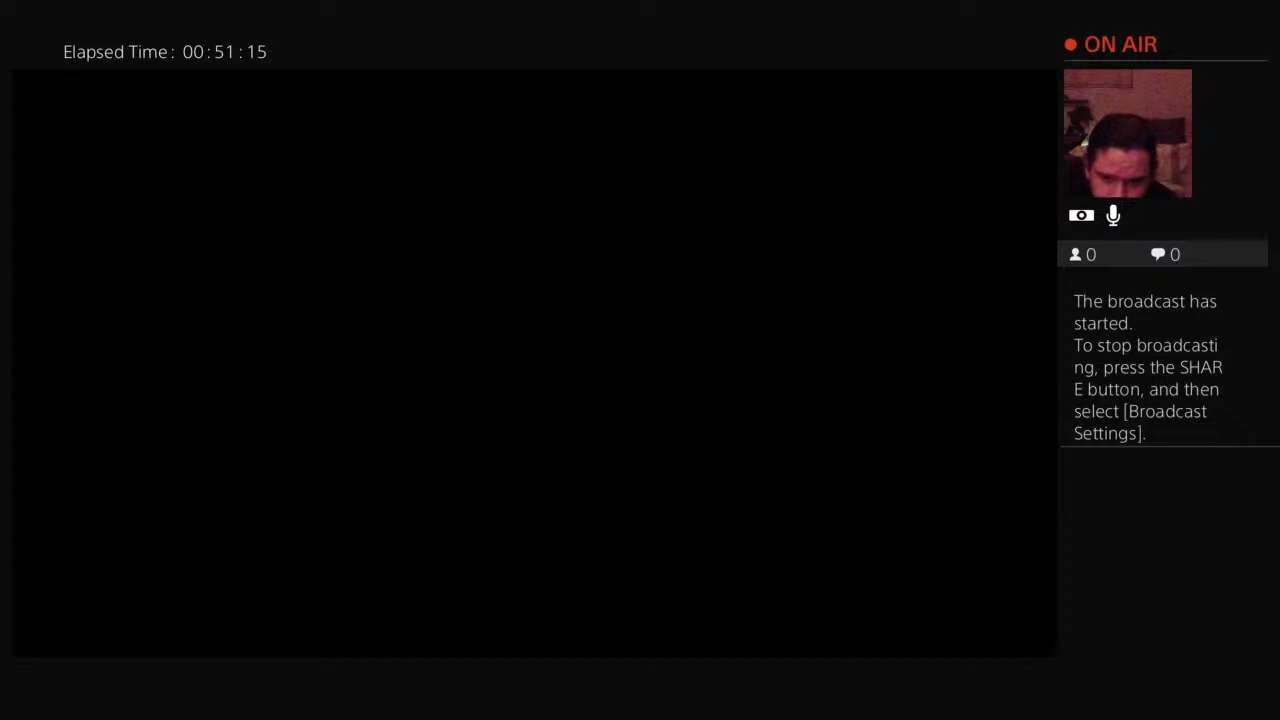 Elapsed Time: 00:51:15
ON AIR
0 0
The broadcast has
started.
To stop broadcasti
ng, press the SHAR
E button, and then
select [Broadcast
Settings].